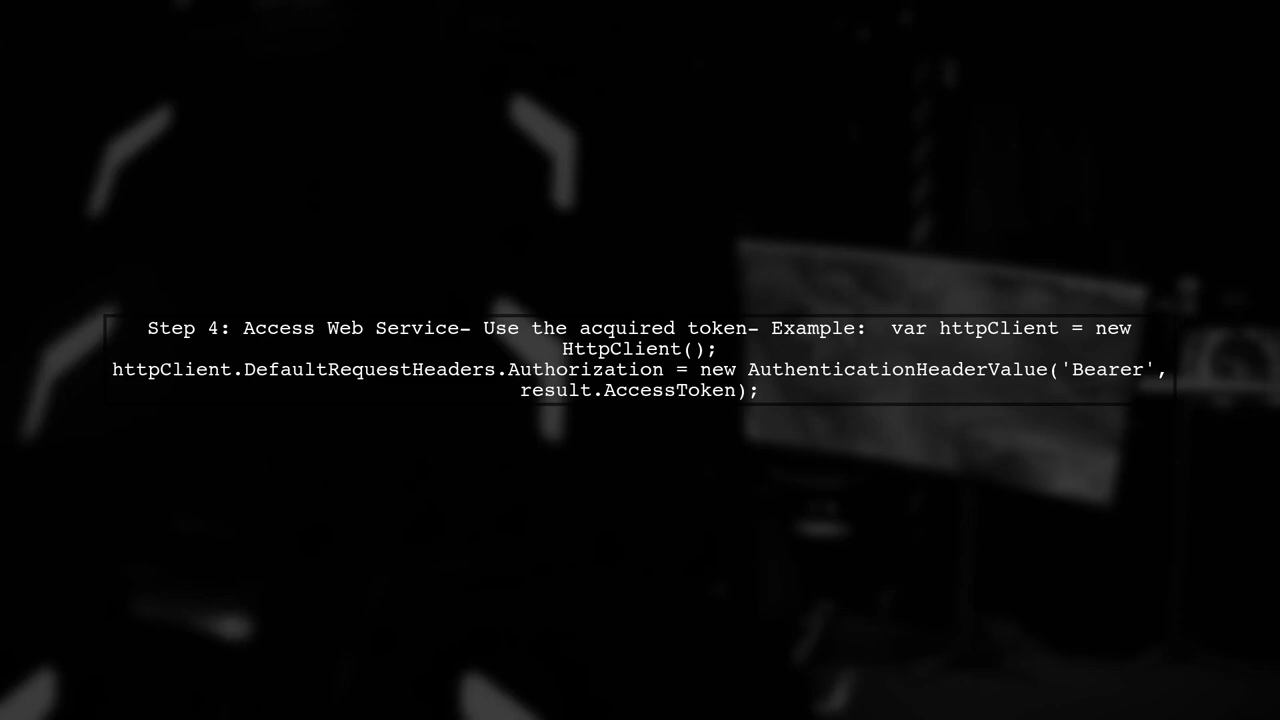 Step 4: Access Web Service– Use the acquired token– Example:  var httpClient = new
HttpClient();
httpClient.DefaultRequestHeaders.Authorization = new AuthenticationHeaderValue('Bearer',
result.AccessToken);